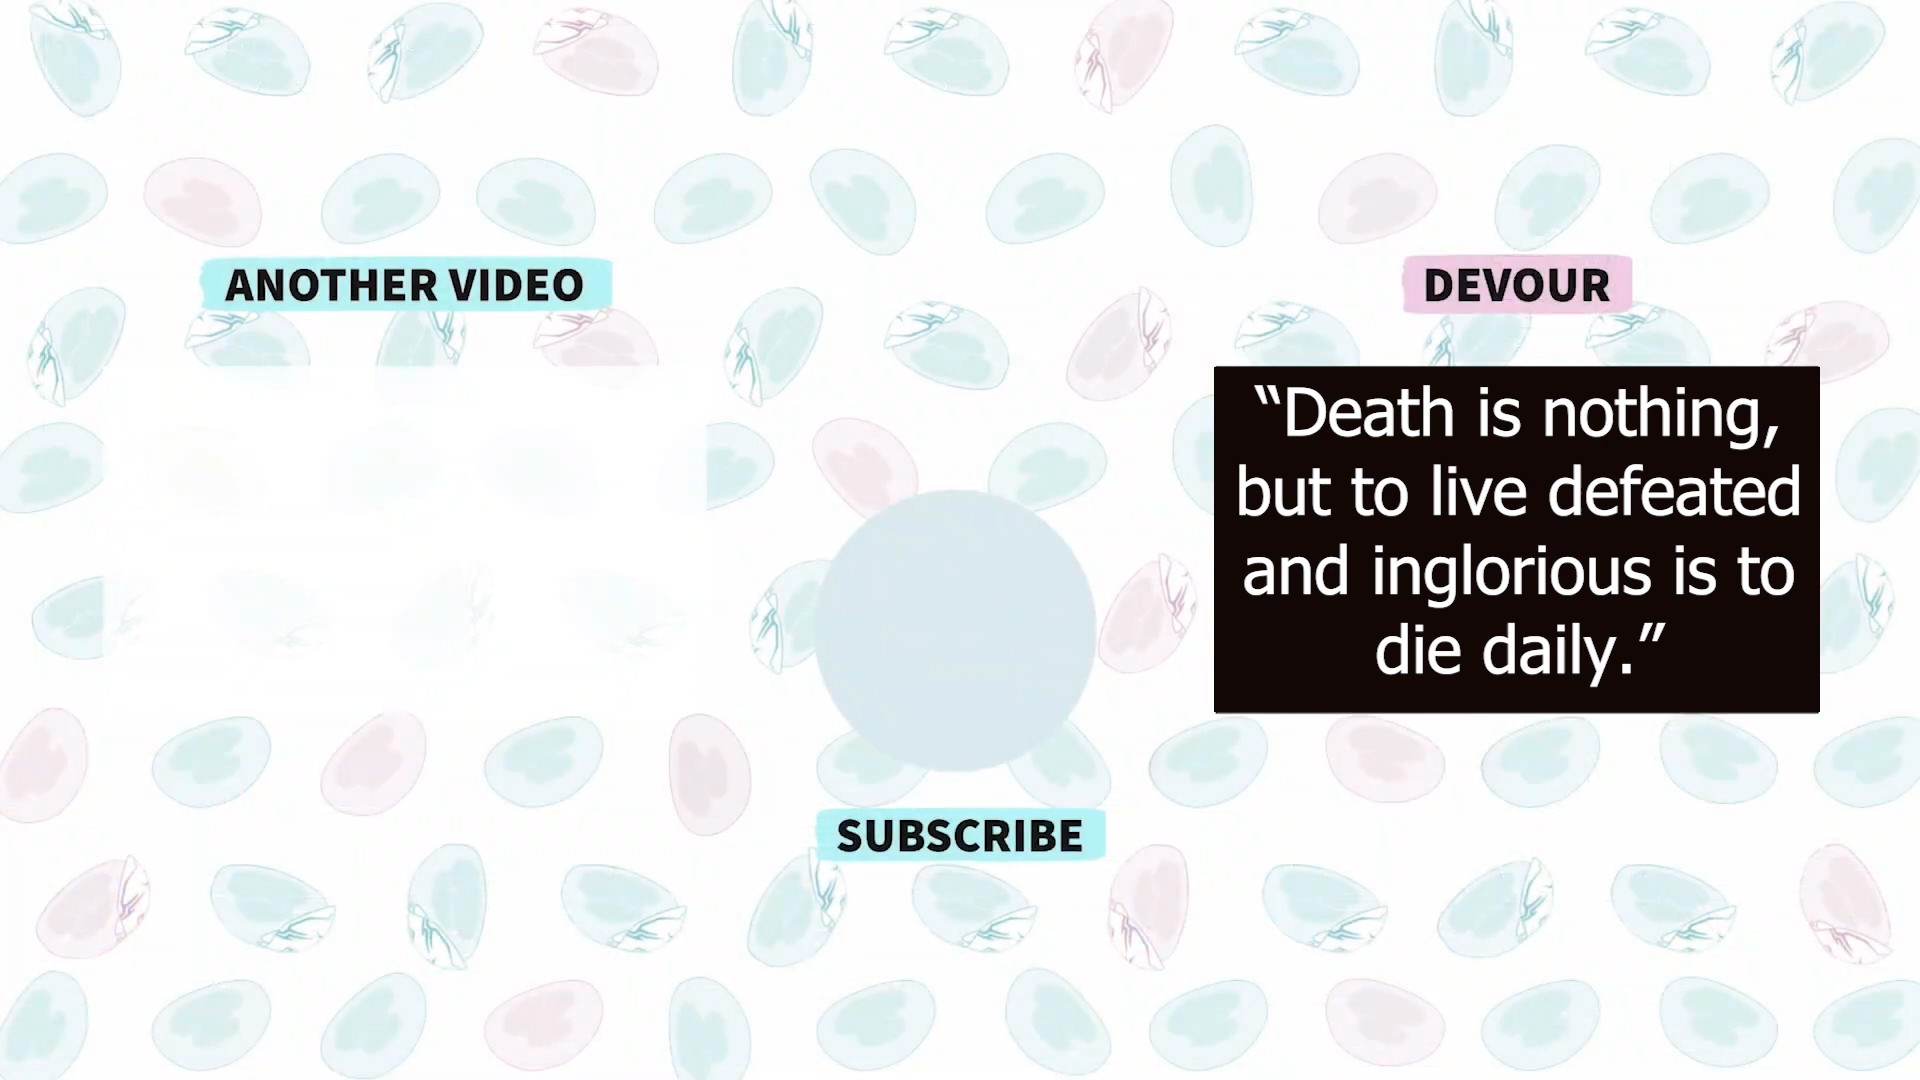 ANOTHER VIDEO
DEVOUR
“Death is nothing,
but to live defeated
and inglorious is to
die daily.”
SUBSCRIBE